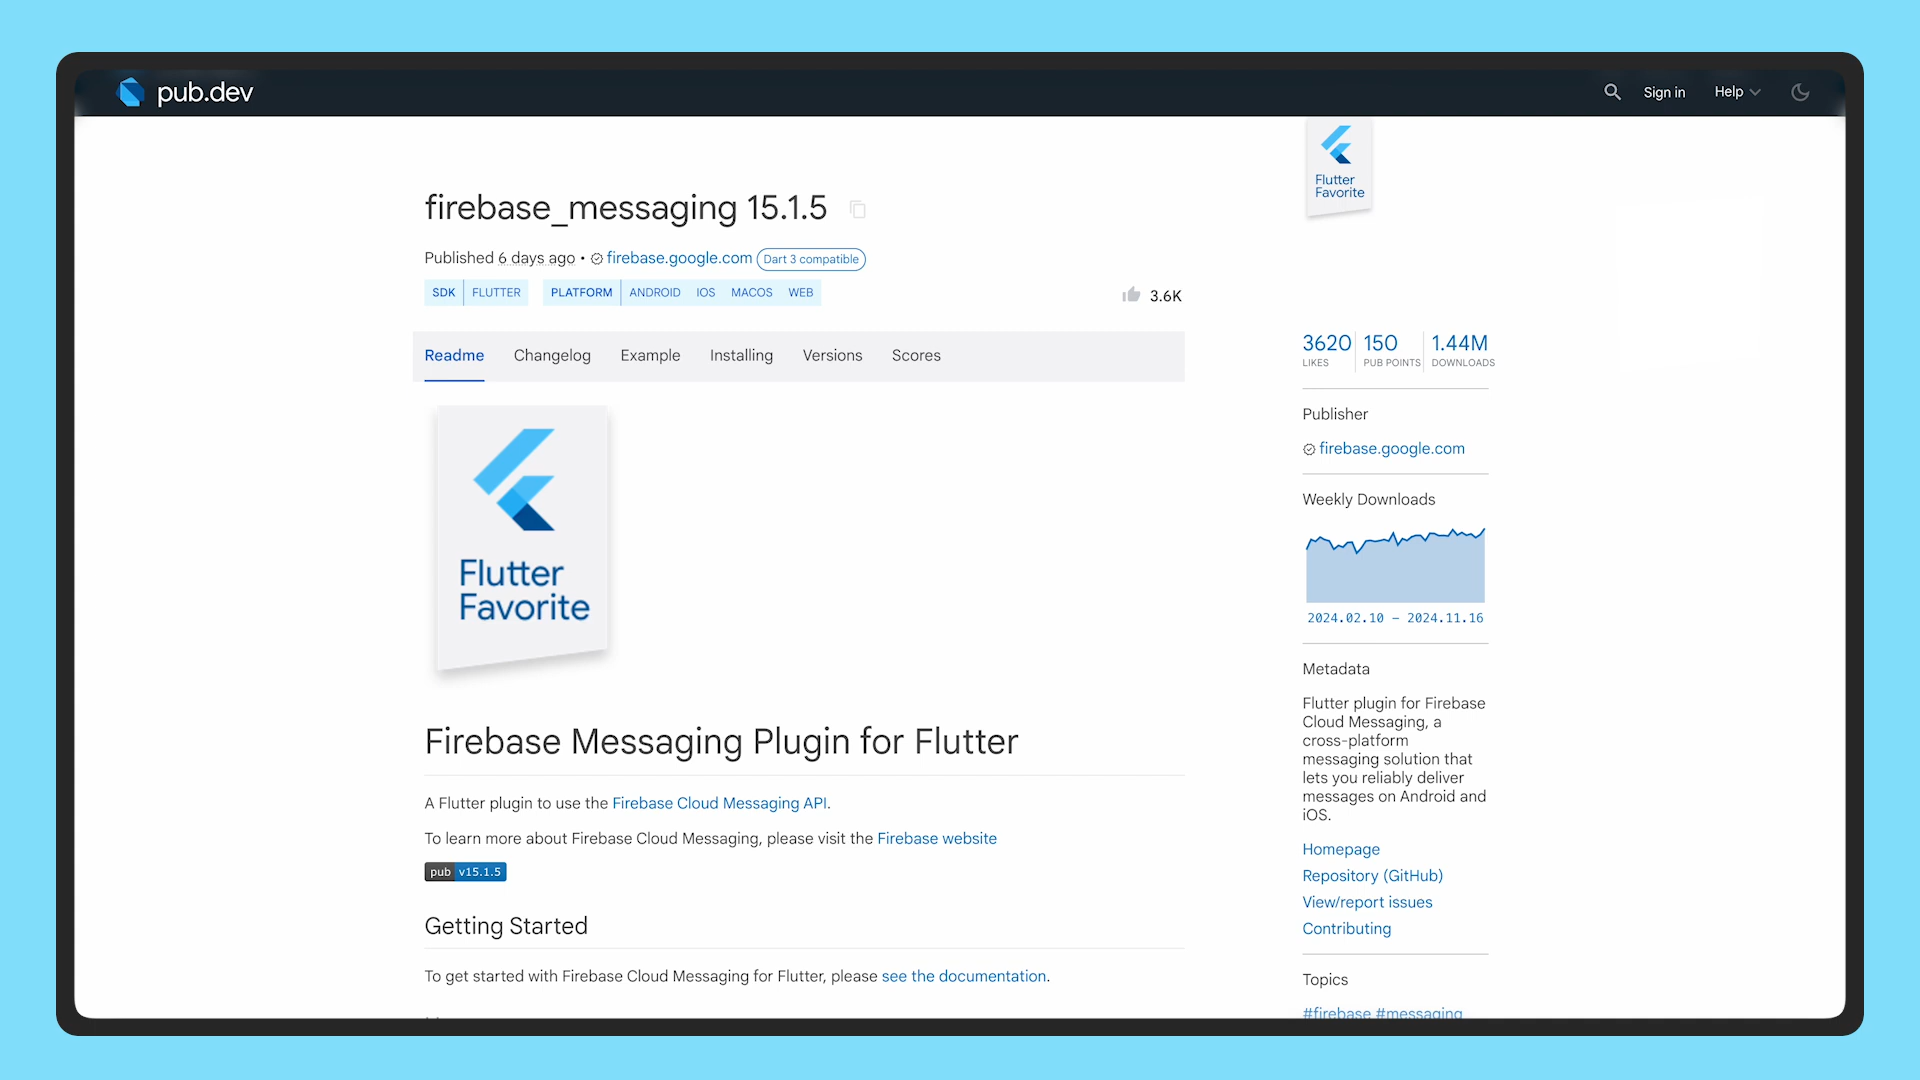 pub.dev
Sign in
Help
Flutter
Favorite
firebase_messaging 15.1.5
Published 6 days ago • firebase.google.com Dart 3 compatible
SDK FLUTTER PLATFORM ANDROID IOS MACOS WEB
3.6K
Readme Changelog Example Installing Versions Scores
Flutter
Favorite
Firebase Messaging Plugin for Flutter
A Flutter plugin to use the Firebase Cloud Messaging API.
To learn more about Firebase Cloud Messaging, please visit the Firebase website
pub v15.1.5
Getting Started
To get started with Firebase Cloud Messaging for Flutter, please see the documentation.
3620 150 1.44M
LIKES PUB POINTS DOWNLOADS
Publisher
firebase.google.com
Weekly Downloads
2024.02.10 - 2024.11.16
Metadata
Flutter plugin for Firebase
Cloud Messaging, a
cross-platform
messaging solution that
lets you reliably deliver
messages on Android and
iOS.
Homepage
Repository (GitHub)
View/report issues
Contributing
Topics
#firebase #messaging